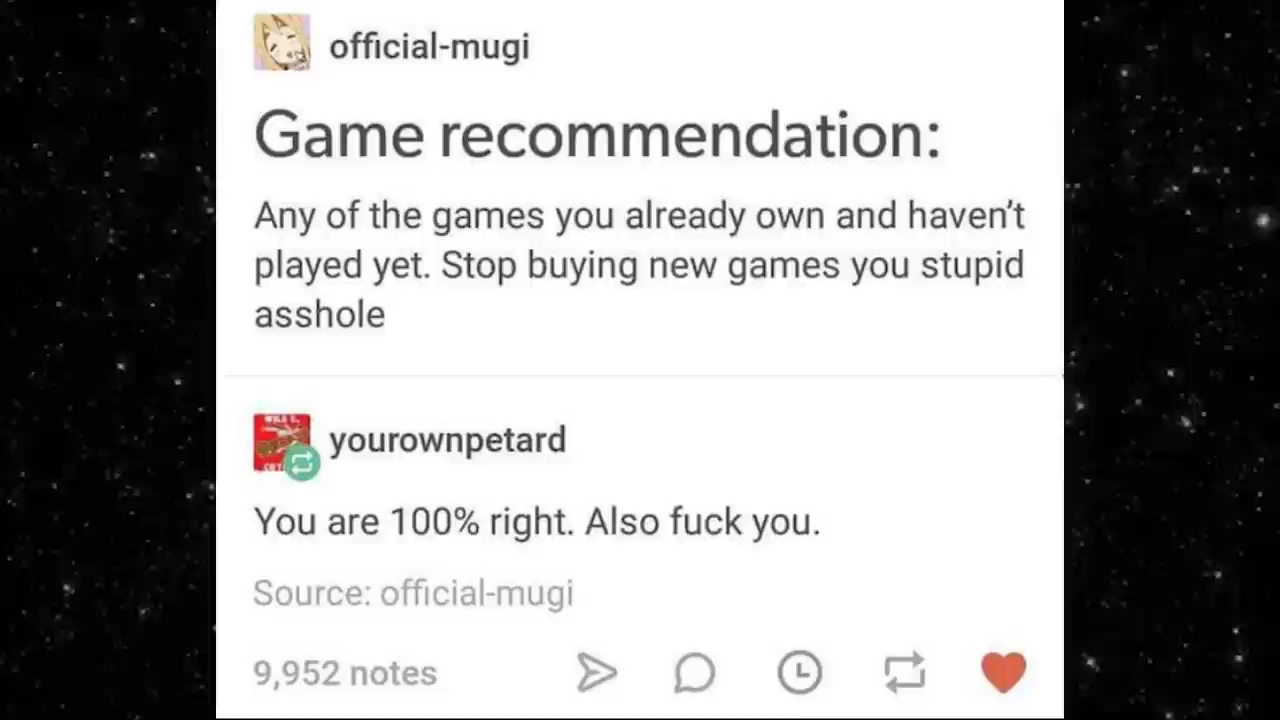 official-mugi
Game recommendation:
Any of the games you already own and haven't
played yet. Stop buying new games you stupid
asshole
yourownpetard
You are 100% right. Also fuck you.
Source: official-mugi
9,952 notes